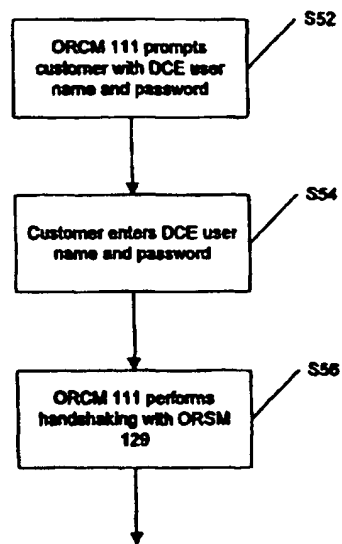 S52
ORCM 111 prompts
customer with DCE user
name and password
S54
Customer enters DCE user
name and password
S56
ORCM 111 performs
handshaking with ORSM
129